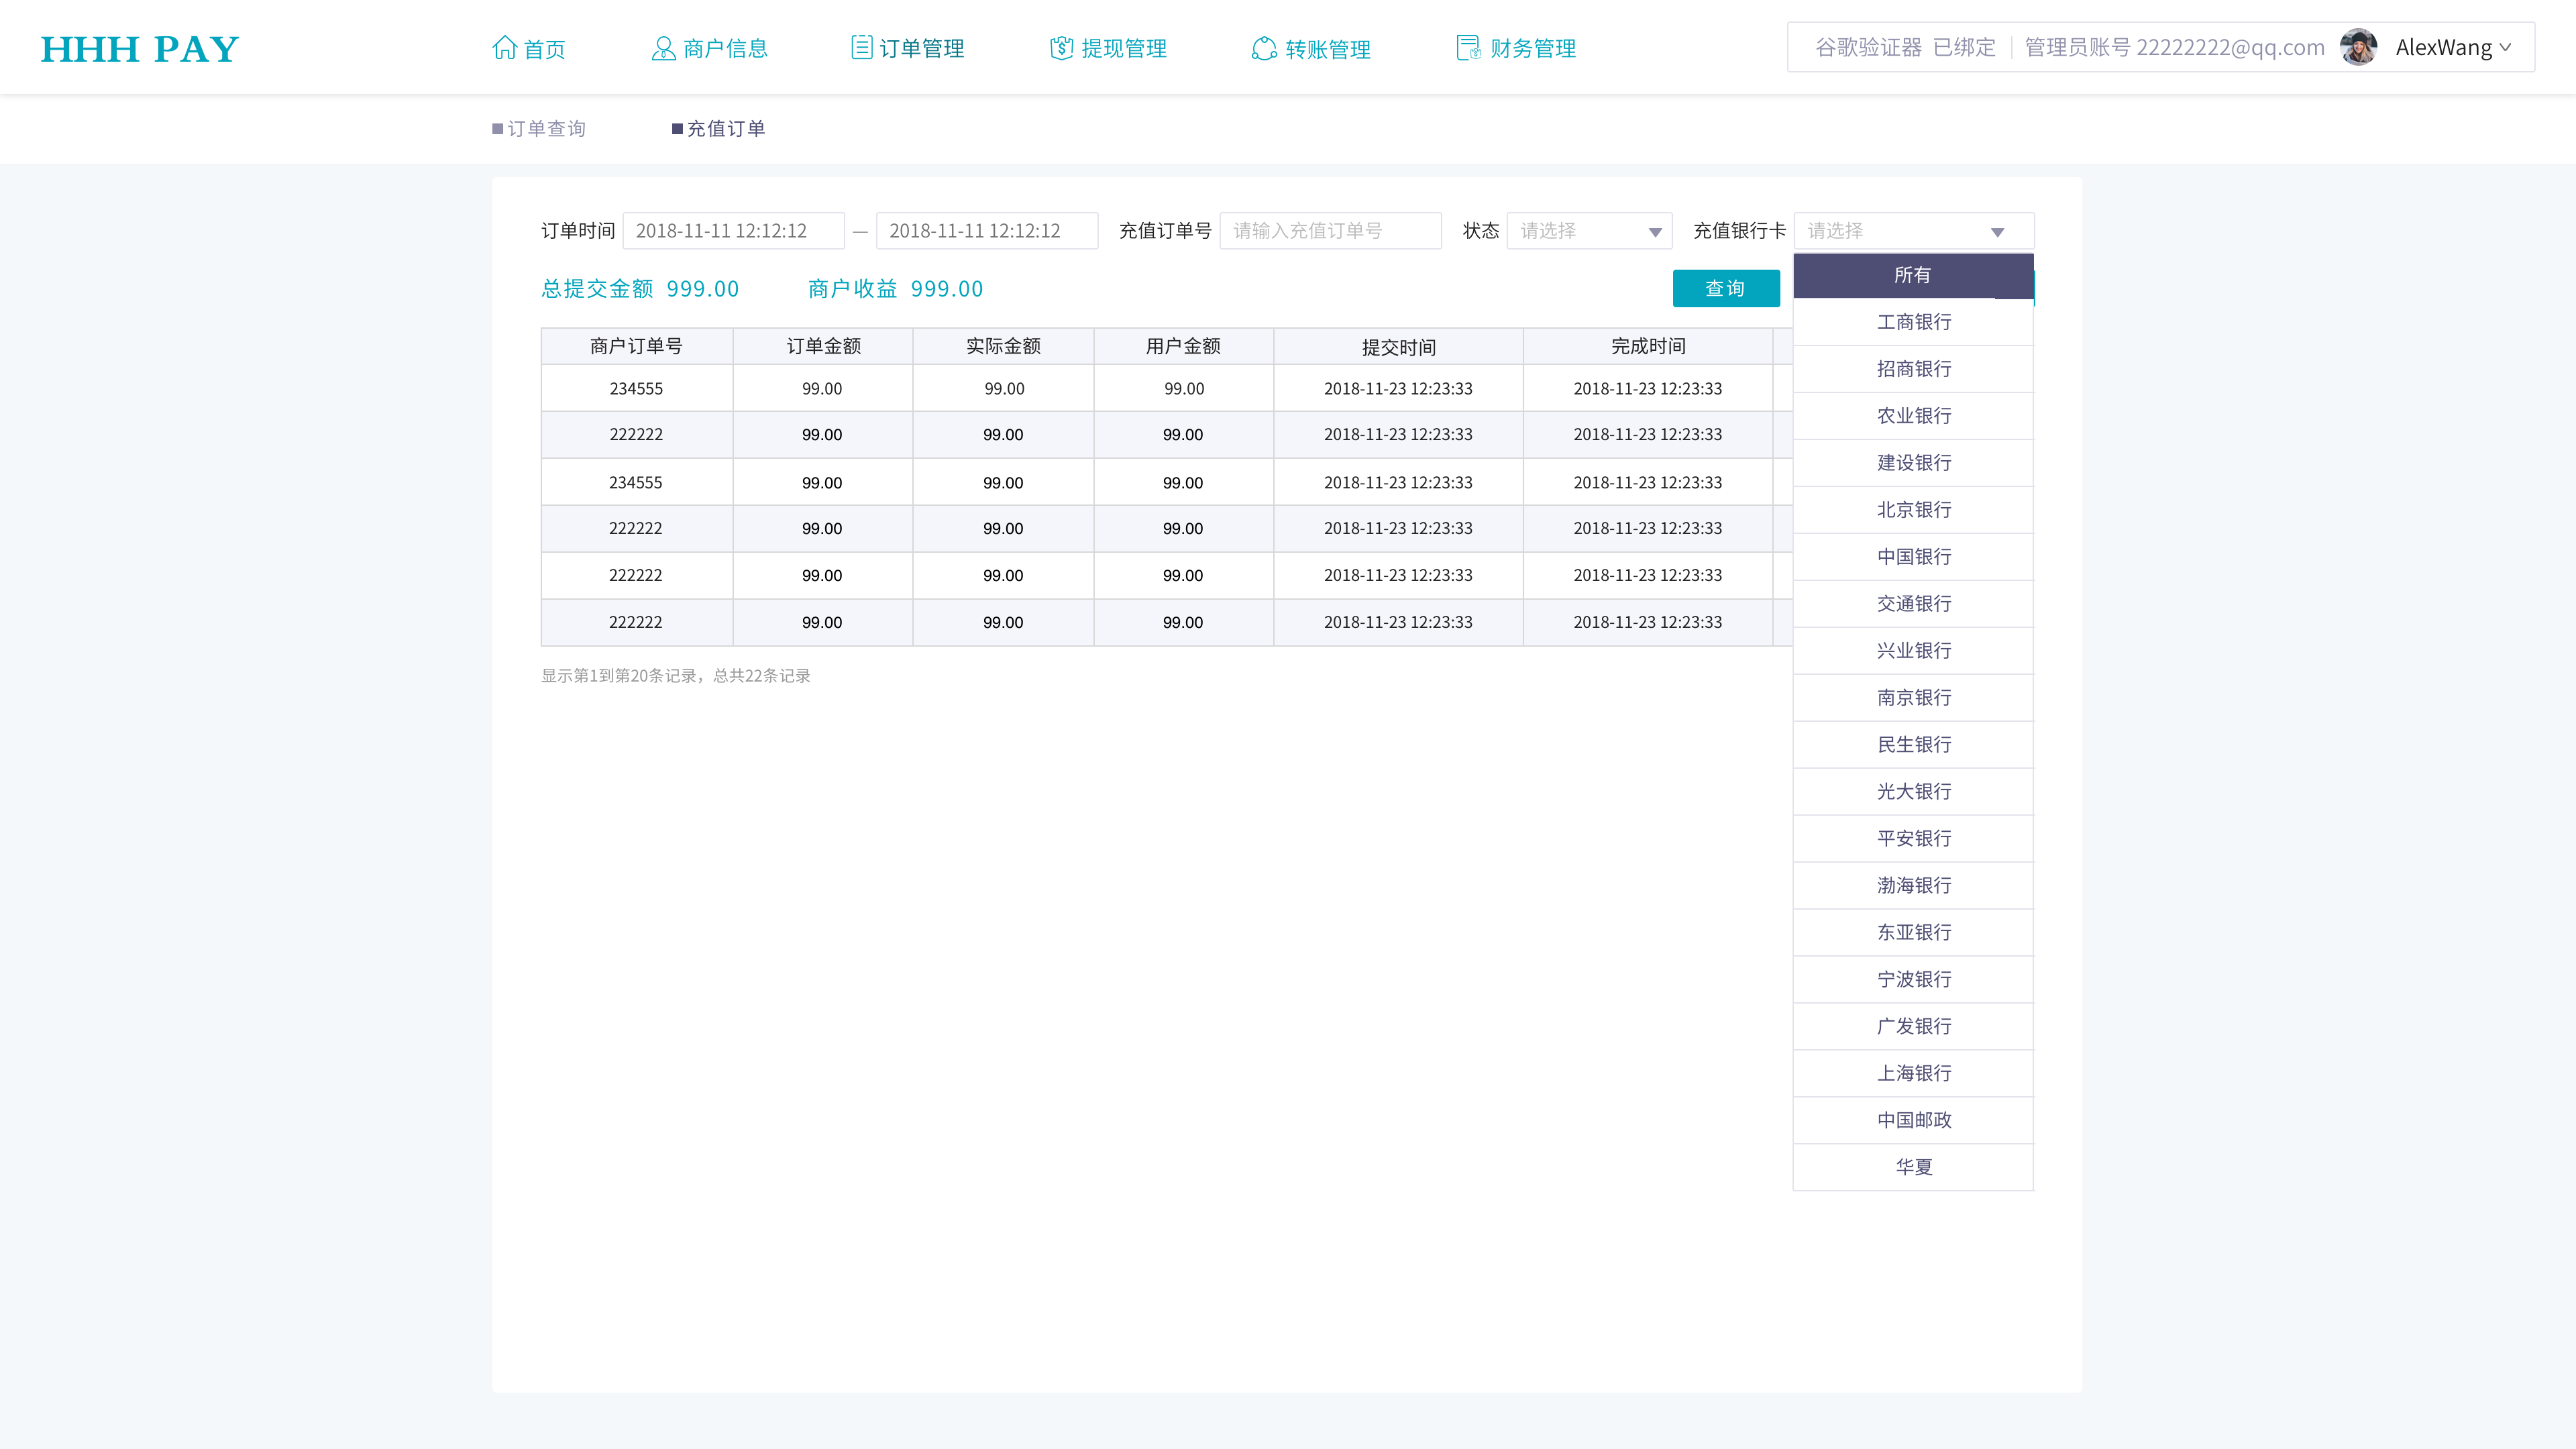 HHH PAY
首页 商户信息 订单管理 提现管理 转账管理 财务管理
谷歌验证器 已绑定 管理员账号 22222222@qq.com AlexWang
订单查询 充值订单
订单时间 2018-11-11 12:12:12 — 2018-11-11 12:12:12 充值订单号 请输入充值订单号 状态 请选择 充值银行卡 请选择
总提交金额 999.00 商户收益 999.00 查询
商户订单号 订单金额 实际金额 用户金额 提交时间 完成时间
234555 99.00 99.00 99.00 2018-11-23 12:23:33 2018-11-23 12:23:33
222222 99.00 99.00 99.00 2018-11-23 12:23:33 2018-11-23 12:23:33
234555 99.00 99.00 99.00 2018-11-23 12:23:33 2018-11-23 12:23:33
222222 99.00 99.00 99.00 2018-11-23 12:23:33 2018-11-23 12:23:33
222222 99.00 99.00 99.00 2018-11-23 12:23:33 2018-11-23 12:23:33
222222 99.00 99.00 99.00 2018-11-23 12:23:33 2018-11-23 12:23:33
显示第1到第20条记录，总共22条记录
所有
工商银行
招商银行
农业银行
建设银行
北京银行
中国银行
交通银行
兴业银行
南京银行
民生银行
光大银行
平安银行
渤海银行
东亚银行
宁波银行
广发银行
上海银行
中国邮政
华夏